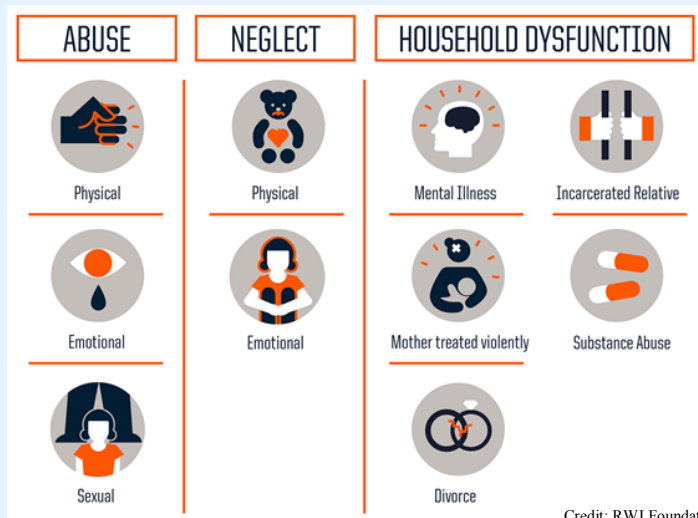 ABUSE
NEGLECT
HOUSEHOLD DYSFUNCTION
Physical
Physical
Mental Illness
Incarcerated Relative
Emotional
Emotional
Mother treated violently
Substance Abuse
Sexual
Divorce
Credit: RWJ